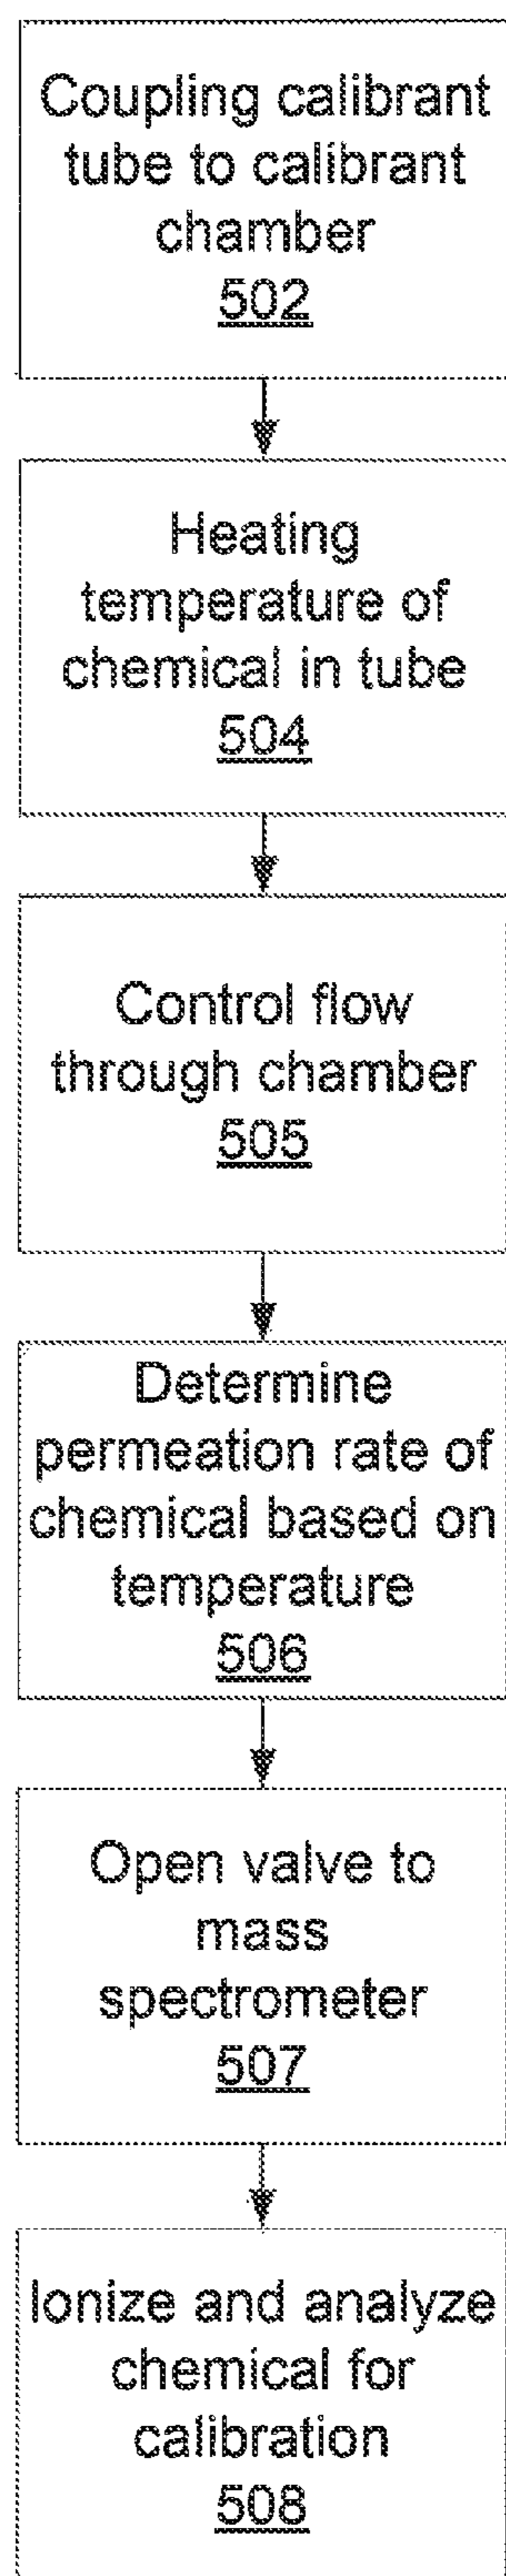 Coupling calibrant
tube to calibrant
chamber
502
Heating
temperature of
chemical in tube
504
Control flow
through chamber
505
Determine
permeation rate of
chemical based on
temperature
506
Open valve to
mass
spectrometer
507
Ionize and analyze
chemical for
calibration
508